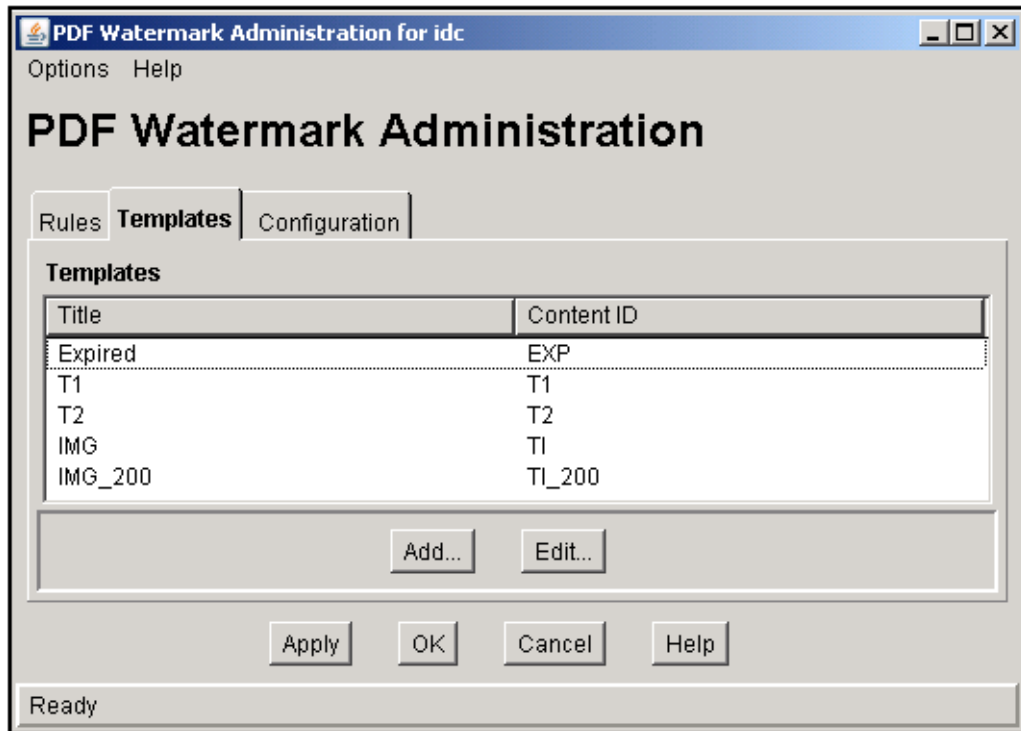 PDF Watermark Administration for idc
Options Help
PDF Watermark Administration
Rules Templates Configuration
Templates
Title Content ID
Expired EXP
T1 T1
T2 T2
IMG TI
IMG_200 TI_200
Add... Edit...
Apply OK Cancel Help
Ready